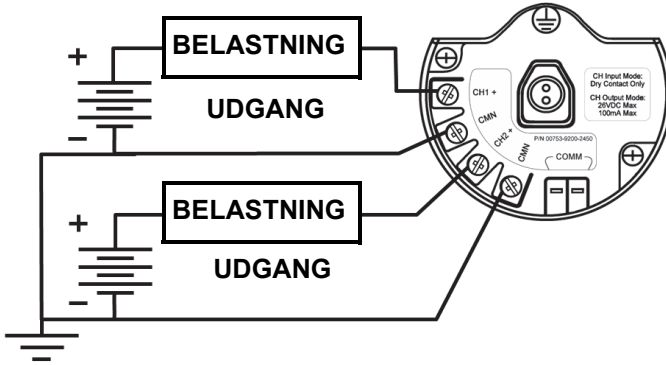 +
BELASTNING
UDGANG
–
+
BELASTNING
UDGANG
–
CH1 +
CMN
CH2 +
CMN
CH Input Mode:
Dry Contact Only
CH Output Mode:
26VDC Max
100mA Max
P/N 00753-9200-2450
COMM